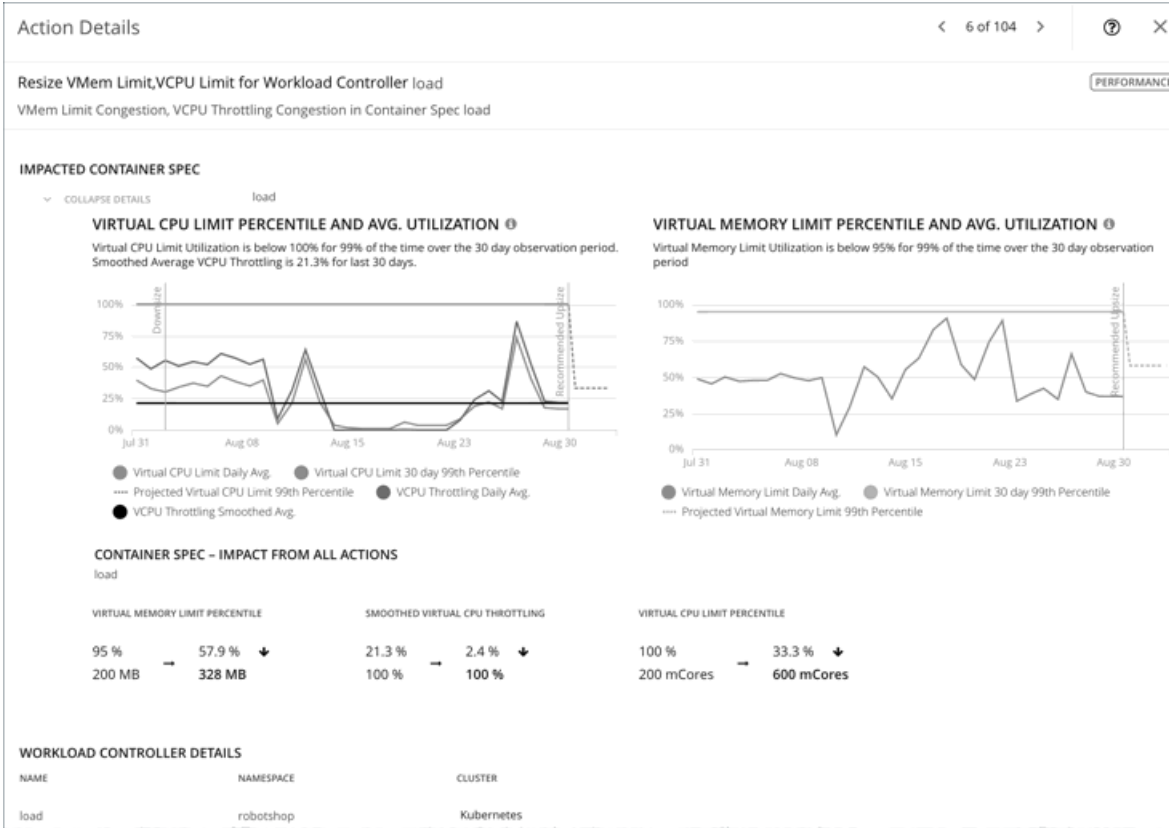 Action Details
6 of 104
Resize VMem Limit,VCPU Limit for Workload Controller load
PERFORMANCE
VMem Limit Congestion, VCPU Throttling Congestion in Container Spec load
IMPACTED CONTAINER SPEC
COLLAPSE DETAILS
load
VIRTUAL CPU LIMIT PERCENTILE AND AVG. UTILIZATION
Virtual CPU Limit Utilization is below 100% for 99% of the time over the 30 day observation period.
Smoothed Average VCPU Throttling is 21.3% for last 30 days.
100%
75%
50%
25%
0%
Downsize
Recommended Upsize
Jul 31
Aug 08
Aug 15
Aug 23
Aug 30
Virtual CPU Limit Daily Avg.
Virtual CPU Limit 30 day 99th Percentile
Projected Virtual CPU Limit 99th Percentile
VCPU Throttling Daily Avg.
VCPU Throttling Smoothed Avg.
VIRTUAL MEMORY LIMIT PERCENTILE AND AVG. UTILIZATION
Virtual Memory Limit Utilization is below 95% for 99% of the time over the 30 day observation
period
100%
75%
50%
25%
0%
Recommended Upsize
Jul 31
Aug 08
Aug 15
Aug 23
Aug 30
Virtual Memory Limit Daily Avg.
Virtual Memory Limit 30 day 99th Percentile
Projected Virtual Memory Limit 99th Percentile
CONTAINER SPEC – IMPACT FROM ALL ACTIONS
load
VIRTUAL MEMORY LIMIT PERCENTILE
95 % → 57.9 % ↓
200 MB 328 MB
SMOOTHED VIRTUAL CPU THROTTLING
21.3 % → 2.4 % ↓
100 % 100 %
VIRTUAL CPU LIMIT PERCENTILE
100 % → 33.3 % ↓
200 mCores 600 mCores
WORKLOAD CONTROLLER DETAILS
NAME
NAMESPACE
CLUSTER
load
robotshop
Kubernetes